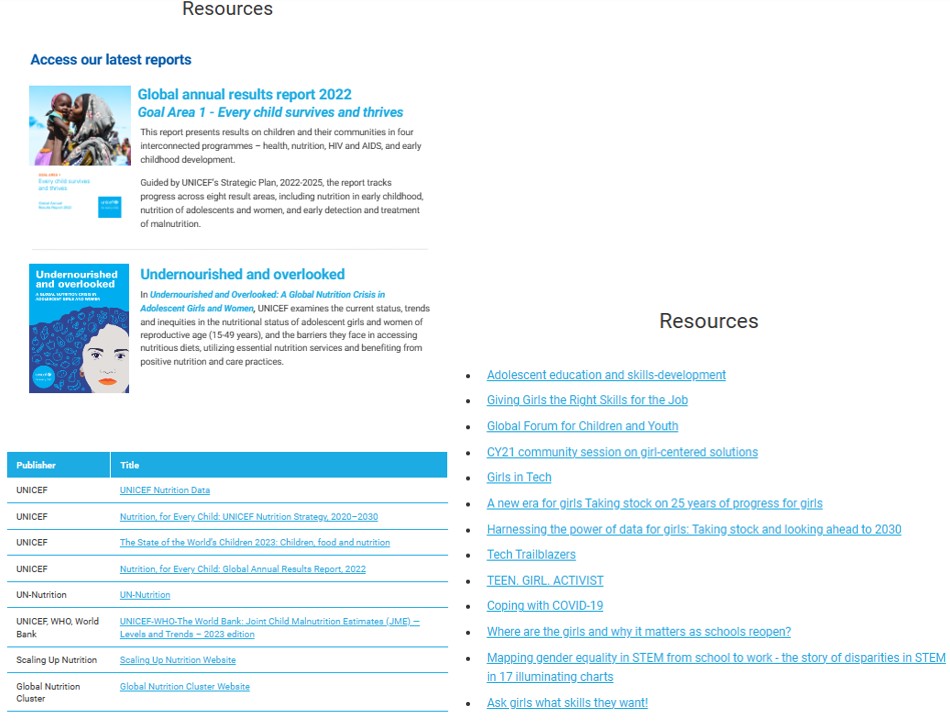 Resources
Access our latest reports
Global annual results report 2022
Goal Area 1 - Every child survives and thrives
This report presents results on children and their communities in four
interconnected programmes – health, nutrition, HIV and AIDS, and early
childhood development.
Every child survives
and thrives
unicef
Guided by UNICEF's Strategic Plan, 2022-2025, the report tracks
progress across eight result areas, including nutrition in early childhood,
nutrition of adolescents and women, and early detection and treatment
of malnutrition.
Undernourished
and overlooked
A GLOBAL NUTRITION CRISIS IN
ADOLESCENT GIRLS AND WOMEN
Undernourished and overlooked
In Undernourished and Overlooked: A Global Nutrition Crisis in
Adolescent Girls and Women, UNICEF examines the current status, trends
and inequities in the nutritional status of adolescent girls and women of
reproductive age (15-49 years), and the barriers they face in accessing
nutritious diets, utilizing essential nutrition services and benefiting from
positive nutrition and care practices.
Publisher Title
UNICEF UNICEF Nutrition Data
UNICEF Nutrition, for Every Child: UNICEF Nutrition Strategy, 2020–2030
UNICEF The State of the World's Children 2023: Children, food and nutrition
UNICEF Nutrition, for Every Child: Global Annual Results Report, 2022
UN-Nutrition UN-Nutrition
UNICEF, WHO, World
Bank
UNICEF-WHO-The World Bank: Joint Child Malnutrition Estimates (JME) —
Levels and Trends – 2023 edition
Scaling Up Nutrition Scaling Up Nutrition Website
Global Nutrition
Cluster
Global Nutrition Cluster Website
Resources
Adolescent education and skills-development
Giving Girls the Right Skills for the Job
Global Forum for Children and Youth
CY21 community session on girl-centered solutions
Girls in Tech
A new era for girls Taking stock on 25 years of progress for girls
Harnessing the power of data for girls: Taking stock and looking ahead to 2030
Tech Trailblazers
TEEN. GIRL. ACTIVIST
Coping with COVID-19
Where are the girls and why it matters as schools reopen?
Mapping gender equality in STEM from school to work - the story of disparities in STEM
in 17 illuminating charts
Ask girls what skills they want!